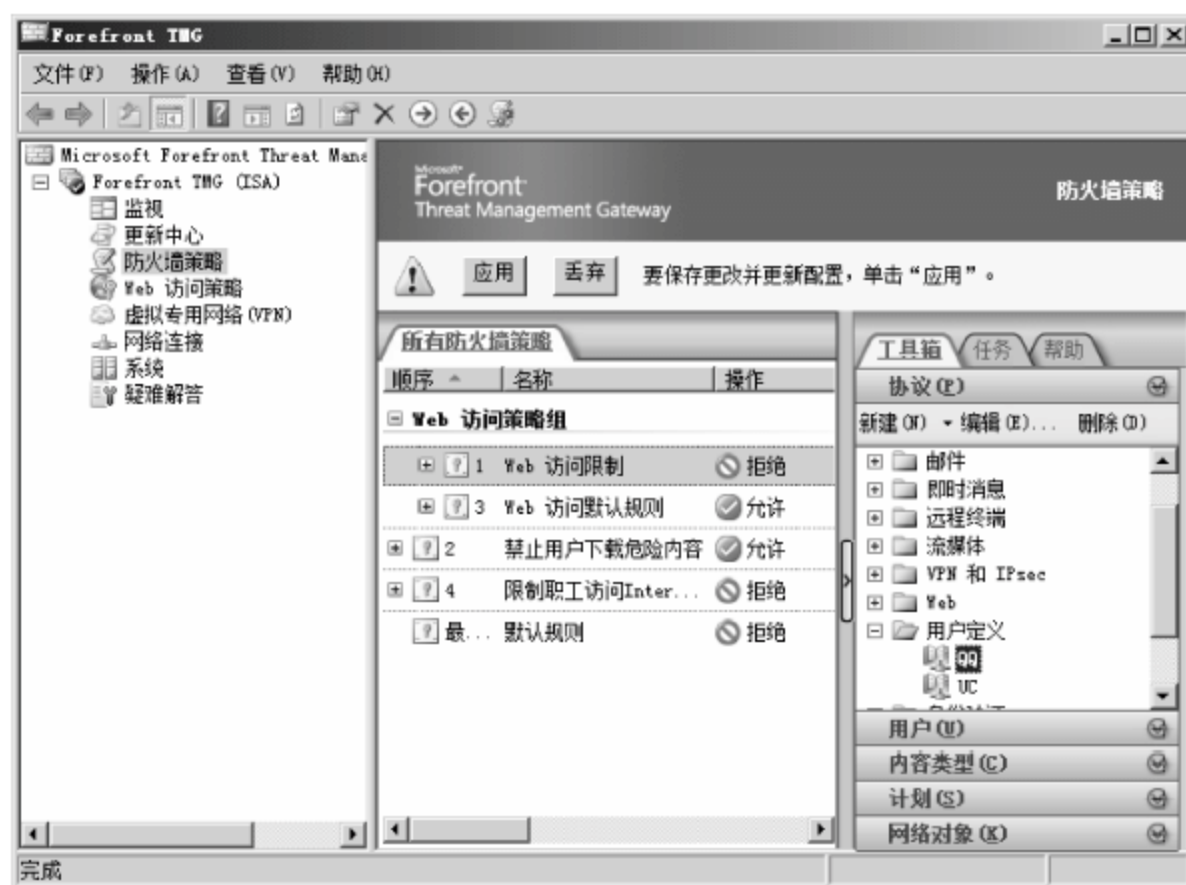 Forefront TMG
文件(F) 操作(A) 查看(V) 帮助(H)
Microsoft Forefront Threat Mana
Forefront TMG (ISA)
监视
更新中心
防火墙策略
Web 访问策略
虚拟专用网络(VPN)
网络连接
系统
疑难解答
Microsoft
Forefront
Threat Management Gateway
防火墙策略
应用 丢弃 要保存更改并更新配置，单击“应用”。
所有防火墙策略
顺序 名称 操作
Web 访问策略组
1 Web 访问限制 拒绝
3 Web 访问默认规则 允许
2 禁止用户下载危险内容 允许
4 限制职工访问Inter... 拒绝
最... 默认规则 拒绝
工具箱 任务 帮助
协议(P)
新建(N) 编辑(E)... 删除(D)
邮件
即时消息
远程终端
流媒体
VPN 和 IPsec
Web
用户定义
QQ
UC
用户(U)
内容类型(C)
计划(S)
网络对象(K)
完成